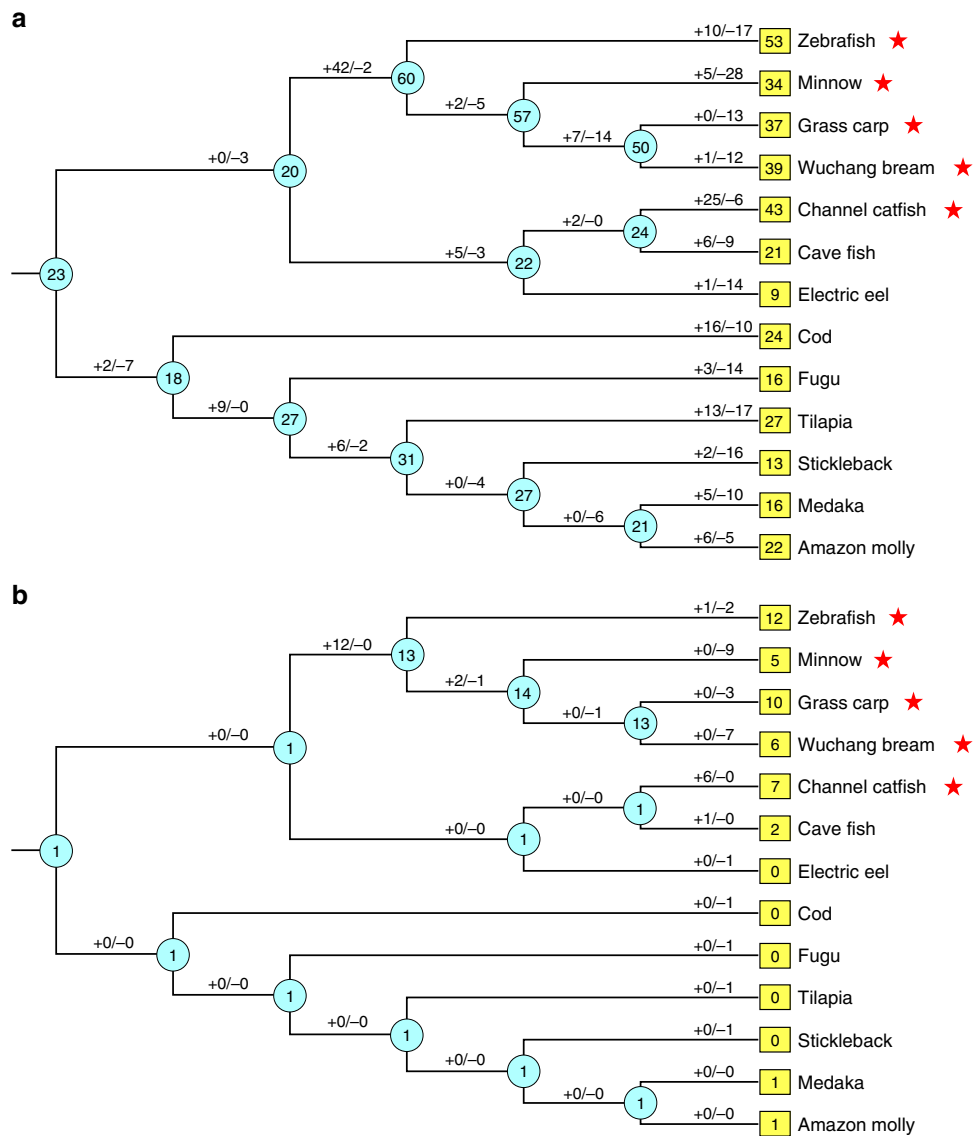 a
+10/−17 53 Zebrafish
+42/−2 60
+5/−28 34 Minnow
+2/−5 57
+0/−13 37 Grass carp
+7/−14 50
+0/−3 20
+1/−12 39 Wuchang bream
+25/−6 43 Channel catfish
+2/−0 24
+6/−9 21 Cave fish
+5/−3 22
23
+1/−14 9 Electric eel
+16/−10 24 Cod
+2/−7 18
+3/−14 16 Fugu
+9/−0 27
+13/−17 27 Tilapia
+6/−2 31
+2/−16 13 Stickleback
+0/−4 27
+5/−10 16 Medaka
+0/−6 21
+6/−5 22 Amazon molly
b
+1/−2 12 Zebrafish
+12/−0 13
+0/−9 5 Minnow
+2/−1 14
+0/−3 10 Grass carp
+0/−1 13
+0/−0 1
+0/−7 6 Wuchang bream
+6/−0 7 Channel catfish
+0/−0 1
+1/−0 2 Cave fish
+0/−0 1
1
+0/−1 0 Electric eel
+0/−1 0 Cod
+0/−0 1
+0/−1 0 Fugu
+0/−0 1
+0/−1 0 Tilapia
+0/−0 1
+0/−1 0 Stickleback
+0/−0 1
+0/−0 1 Medaka
+0/−0 1
+0/−0 1 Amazon molly